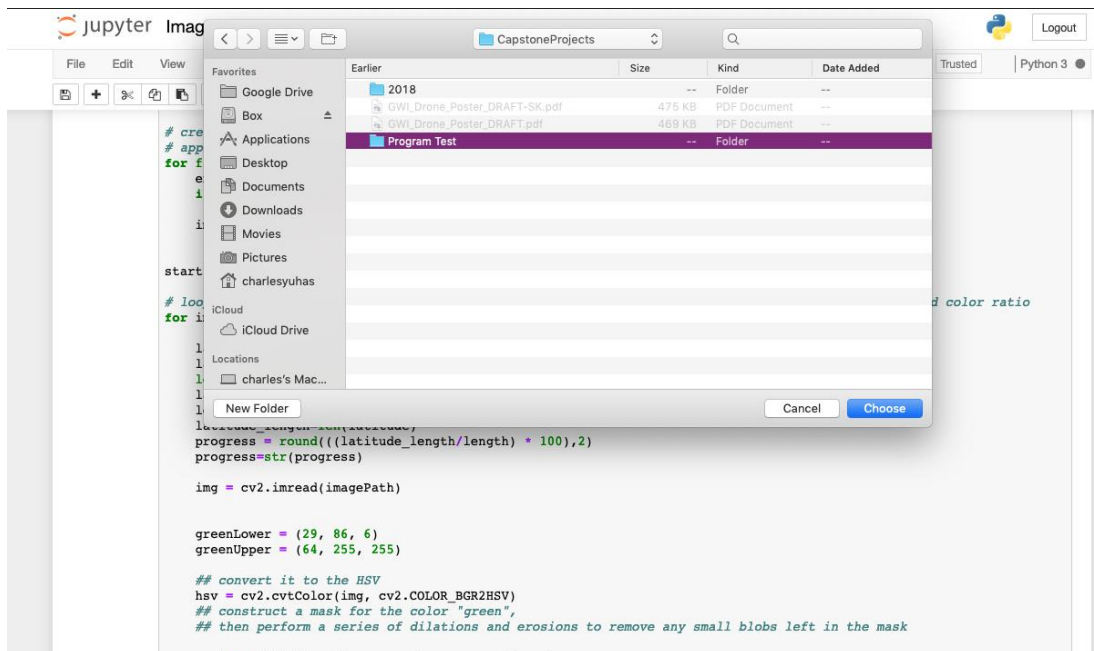 jupyter Imag
CapstoneProjects
Logout
File Edit View
Trusted
Python 3
Favorites
Google Drive
Box
Applications
Desktop
Documents
Downloads
Movies
Pictures
charlesyuhas
iCloud
iCloud Drive
Locations
charles's Mac...
Earlier Size Kind Date Added
2018 -- Folder --
GWI_Drone_Poster_DRAFT-SK.pdf 475 KB PDF Document --
GWI_Drone_Poster_DRAFT.pdf 469 KB PDF Document --
Program Test -- Folder --
New Folder
Cancel Choose
# cre
# app
for f
e
i
start
# loo
d color ratio
for i
progress = round(((latitude_length/length) * 100),2)
progress=str(progress)
img = cv2.imread(imagePath)
greenLower = (29, 86, 6)
greenUpper = (64, 255, 255)
## convert it to the HSV
hsv = cv2.cvtColor(img, cv2.COLOR_BGR2HSV)
## construct a mask for the color "green",
## then perform a series of dilations and erosions to remove any small blobs left in the mask